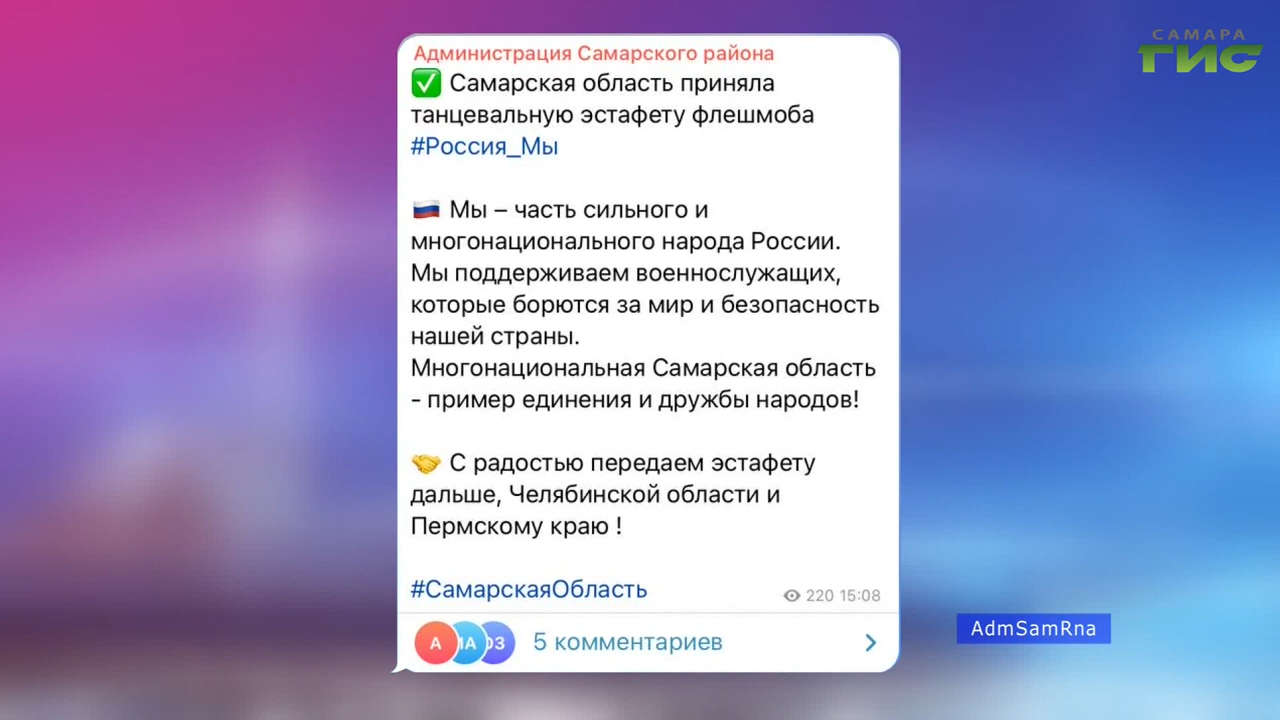 САМАРА
ГИС
Администрация Самарского района
✅ Самарская область приняла
танцевальную эстафету флешмоба
#Россия_Мы
🇷🇺 Мы – часть сильного и
многонационального народа России.
Мы поддерживаем военнослужащих,
которые борются за мир и безопасность
нашей страны.
Многонациональная Самарская область
- пример единения и дружбы народов!
🤝 С радостью передаем эстафету
дальше, Челябинской области и
Пермскому краю !
#СамарскаяОбласть
220 15:08
5 комментариев
AdmSamRna